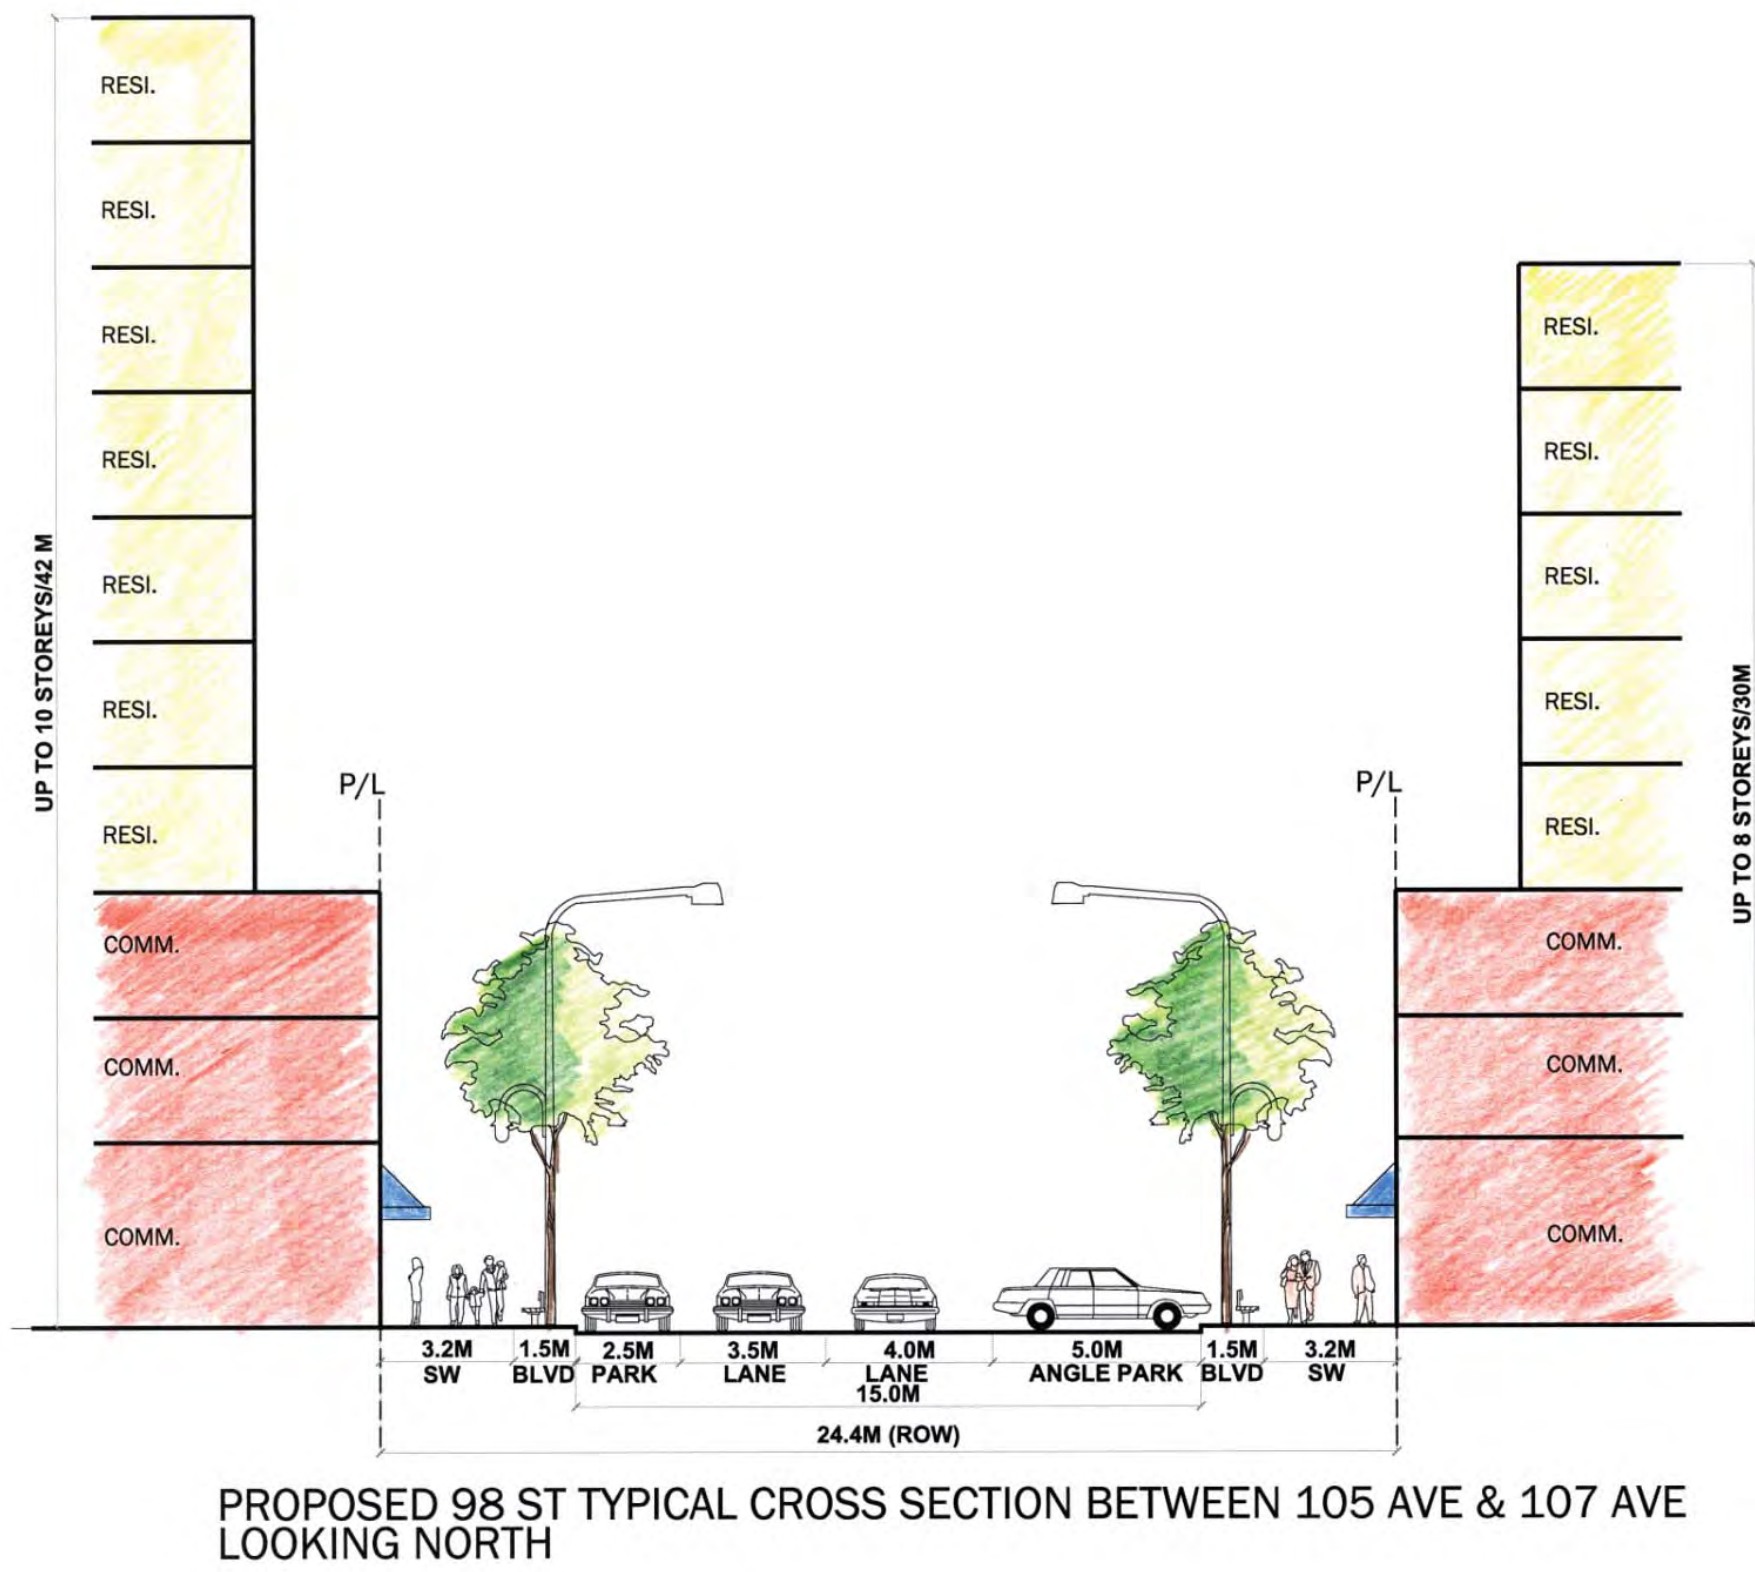 RESI.
RESI.
RESI.
RESI.
RESI.
RESI.
RESI.
COMM.
COMM.
COMM.
UP TO 10 STOREYS/42 M
P/L
P/L
RESI.
RESI.
RESI.
RESI.
RESI.
COMM.
COMM.
COMM.
UP TO 8 STOREYS/30M
3.2M 1.5M 2.5M 3.5M 4.0M 5.0M 1.5M 3.2M
SW BLVD PARK LANE LANE ANGLE PARK BLVD SW
15.0M
24.4M (ROW)
PROPOSED 98 ST TYPICAL CROSS SECTION BETWEEN 105 AVE & 107 AVE
LOOKING NORTH